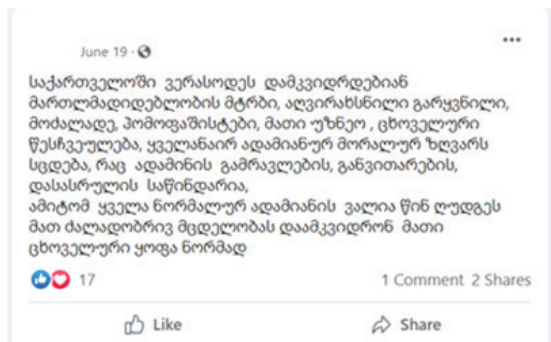 June 19 ·
საქართველოში ვერასოდეს დამკვიდრდებიან
მართლმადიდებლობის მტრბი, აღვირახსნილი გარყვნილი,
მოძალადე, ჰომოფაშისტები, მათი უზნეო , ცხოველური
წესჩვეულება, ყველანაირ ადამიანურ მორალურ ზღვარს
სცდება, რაც ადამინის გამრავლების, განვითარების,
დასასრულის საწინდარია,
ამიტომ ყველა ნორმალურ ადამიანის ვალია წინ ღუდგეს
მათ ძალადობრივ მცდელობას დაამკვიდრონ მათი
ცხოველური ყოფა ნორმად
17
1 Comment 2 Shares
Like
Share